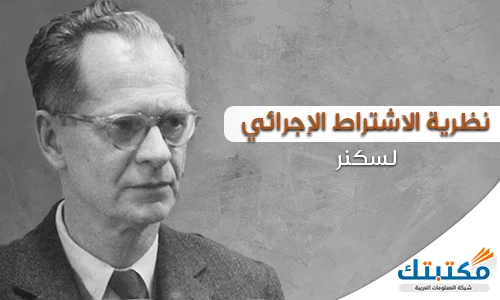 نظرية الاشتراط الإجرائي
لسكنر
مكتبتك
شبكة المعلومات العربية